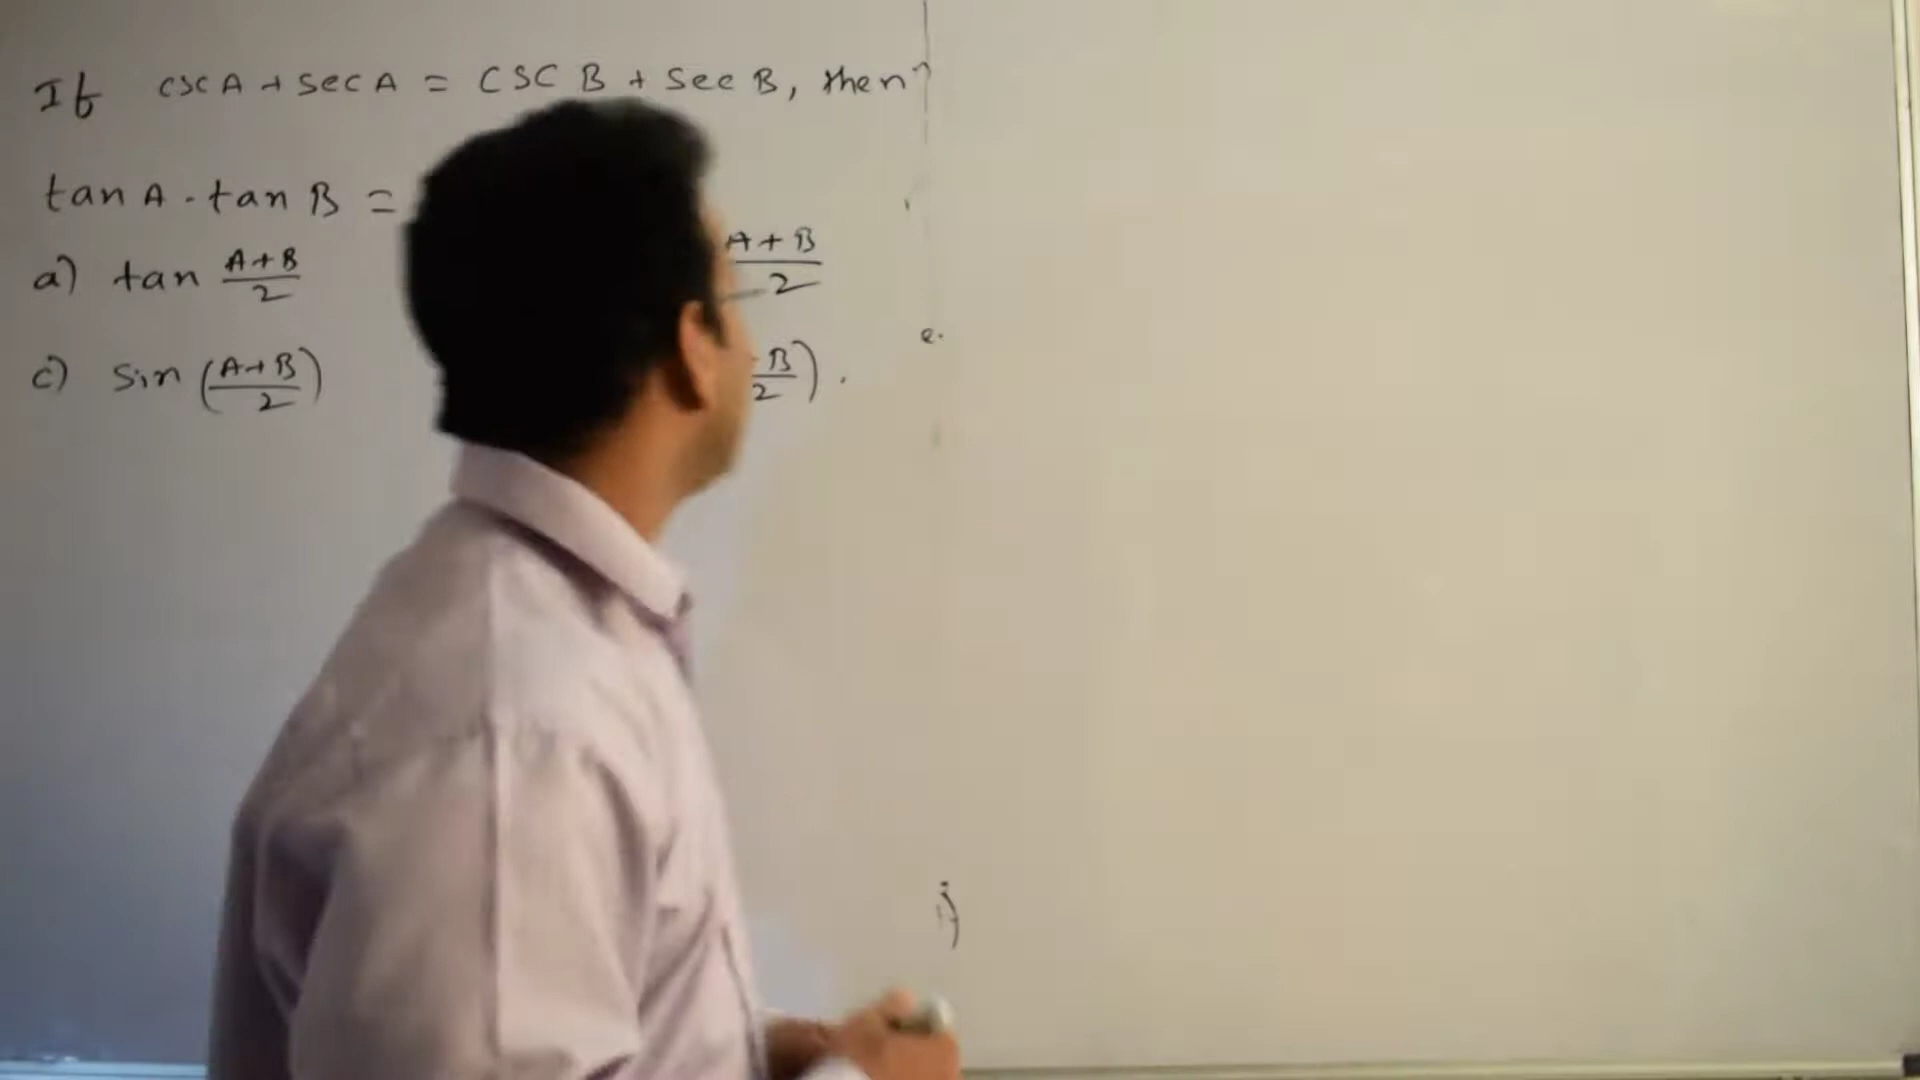 If csc A + sec A = csc B + sec B, then
tan A . tan B =
a) tan A+B/2
A+B/2
c) sin (A+B/2)
B/2) .
i)